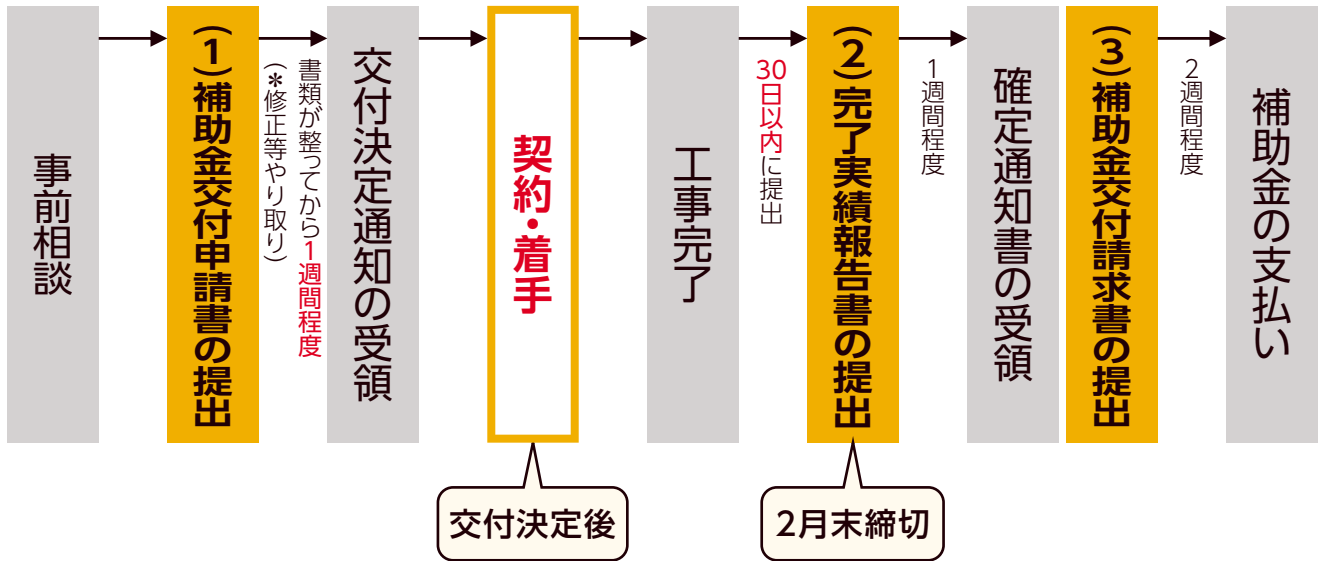 事前相談
(1)補助金交付申請書の提出
書類が整ってから1週間程度
(*修正等やり取り)
交付決定通知の受領
契約・着手
交付決定後
工事完了
30日以内に提出
(2)完了実績報告書の提出
2月末締切
1週間程度
確定通知書の受領
(3)補助金交付請求書の提出
2週間程度
補助金の支払い